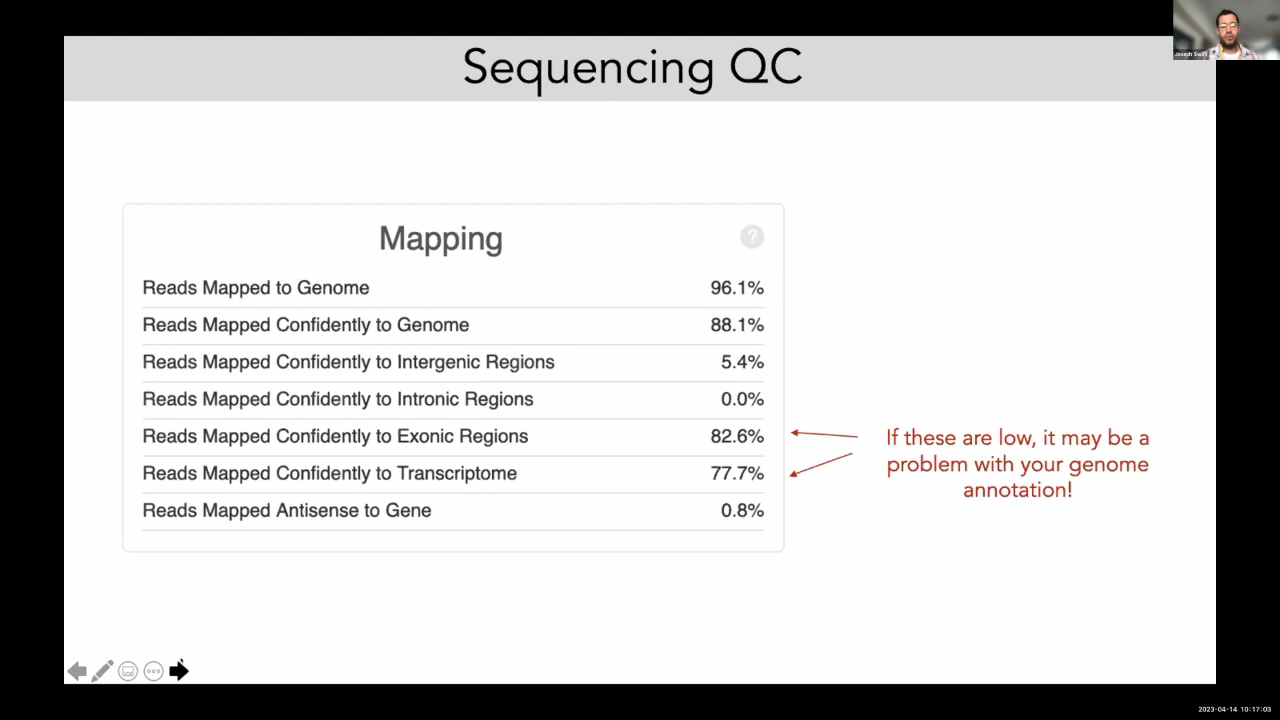 Sequencing QC
Joseph Swift
Mapping
?
Reads Mapped to Genome 96.1%
Reads Mapped Confidently to Genome 88.1%
Reads Mapped Confidently to Intergenic Regions 5.4%
Reads Mapped Confidently to Intronic Regions 0.0%
Reads Mapped Confidently to Exonic Regions 82.6%
Reads Mapped Confidently to Transcriptome 77.7%
Reads Mapped Antisense to Gene 0.8%
If these are low, it may be a
problem with your genome
annotation!
2023-04-14 10:17:03